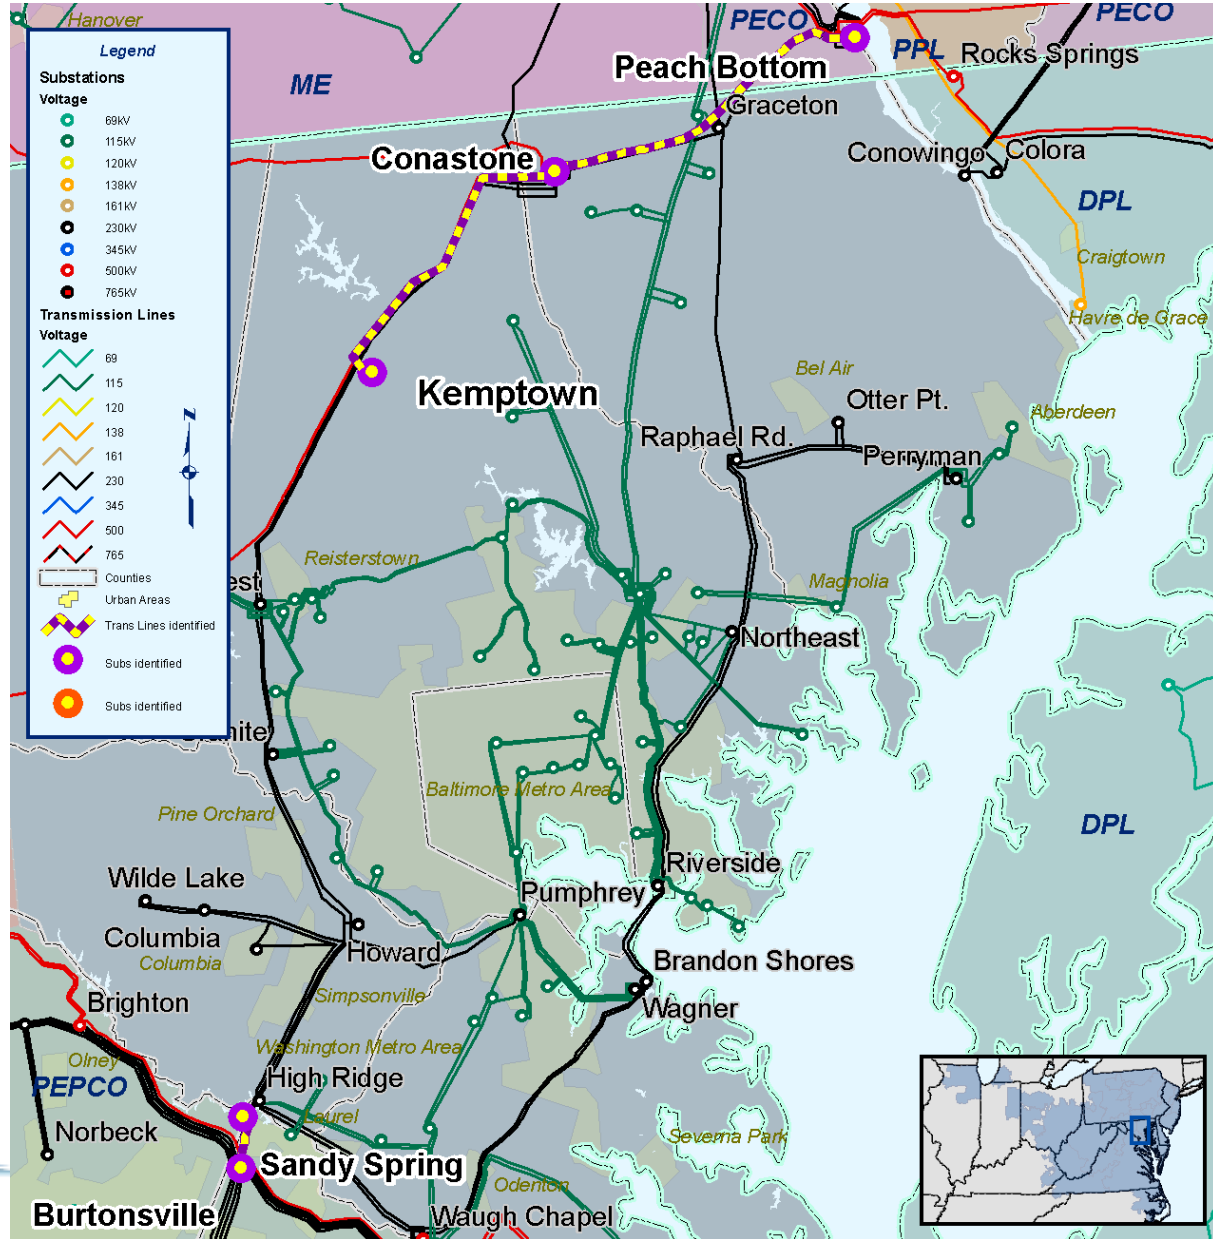 Hanover
PECO
PECO
Legend
PPL
Rocks Springs
Peach Bottom
Substations
ME
Voltage
Graceton
69kV
115kV
Conastone
Conowingo
Colora
120kV
138kV
DPL
161kV
230kV
345kV
Craigtown
500kV
765kV
Havre de Grace
Transmission Lines
Voltage
69
Bel Air
115
Kemptown
Otter Pt.
120
Aberdeen
138
Raphael Rd.
161
Perryman
230
345
500
765
Reisterstown
Counties
est
Magnolia
Urban Areas
Trans Lines identified
Northeast
Subs identified
Subs identified
nite
Baltimore Metro Area
Pine Orchard
DPL
Riverside
Wilde Lake
Pumphrey
Columbia
Howard
Columbia
Brandon Shores
Simpsonville
Brighton
Wagner
Washington Metro Area
Olney
PEPCO
High Ridge
Laurel
Norbeck
Severna Park
Sandy Spring
Odenton
Burtonsville
Waugh Chapel